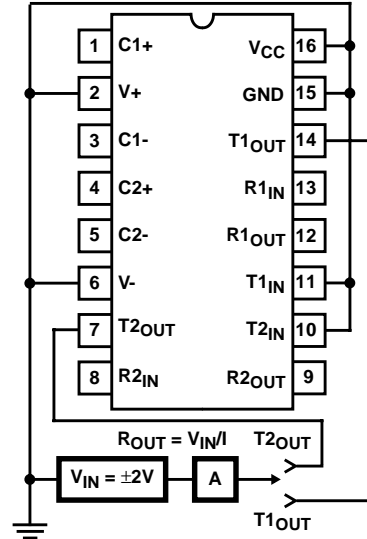 1 C1+ VCC 16
2 V+ GND 15
3 C1- T1OUT 14
4 C2+ R1IN 13
5 C2- R1OUT 12
6 V- T1IN 11
7 T2OUT T2IN 10
8 R2IN R2OUT 9
ROUT = VIN/I T2OUT
VIN = ±2V A
T1OUT